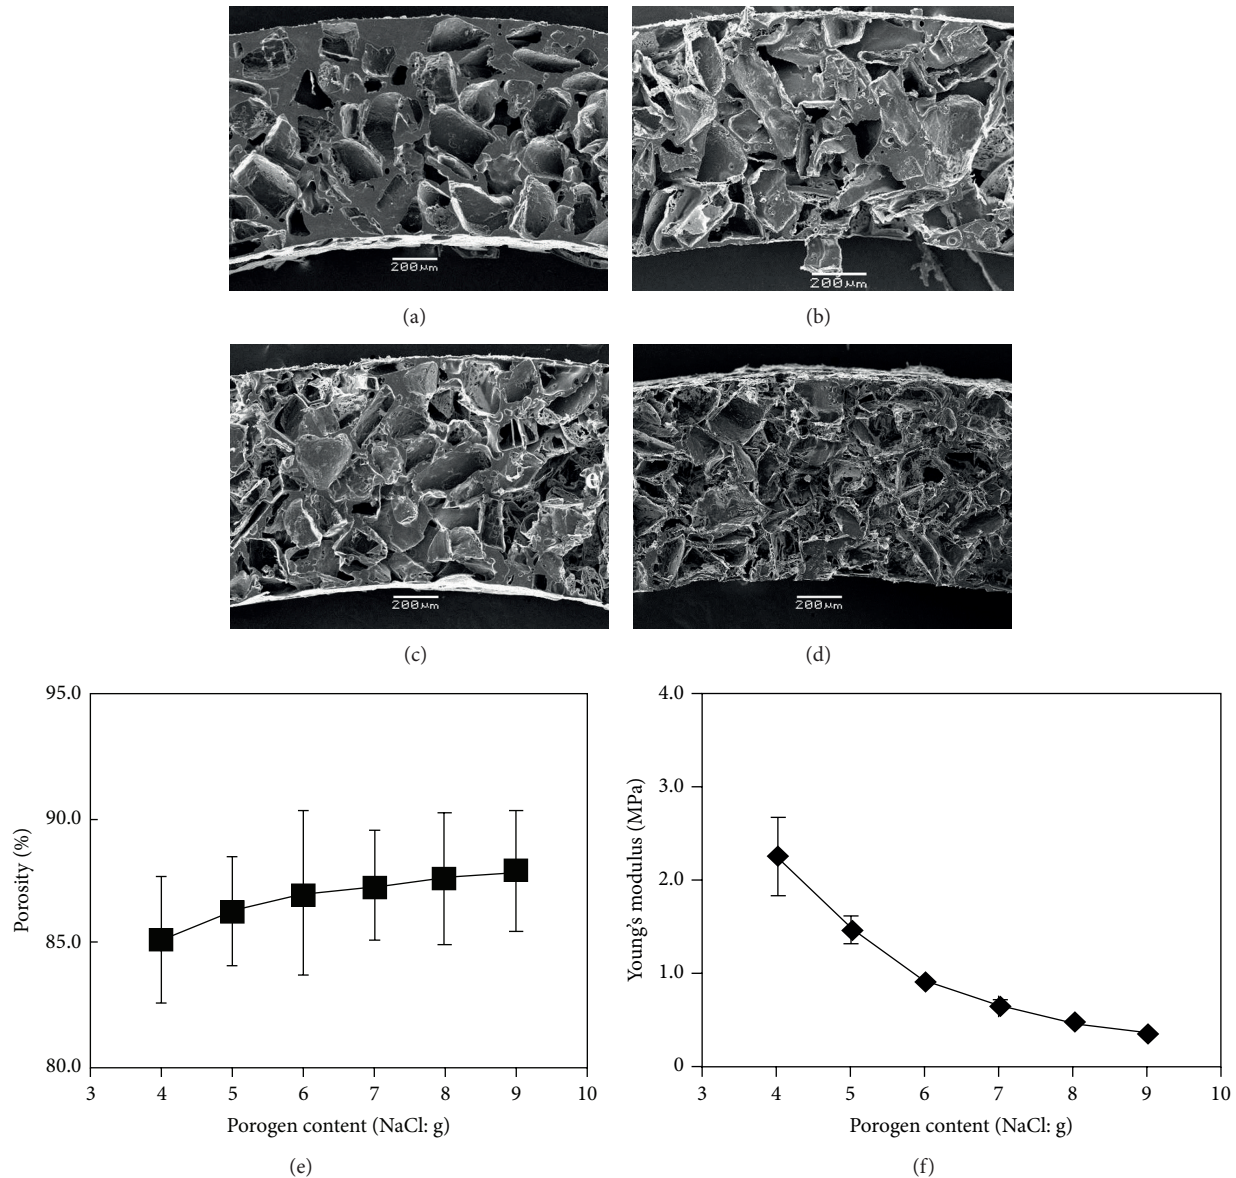 200μm
200μm
(a)
(b)
200μm
200μm
(c)
(d)
95.0
90.0
85.0
80.0
Porosity (%)
3 4 5 6 7 8 9 10
Porogen content (NaCl: g)
(e)
4.0
3.0
2.0
1.0
0
Young's modulus (MPa)
3 4 5 6 7 8 9 10
Porogen content (NaCl: g)
(f)